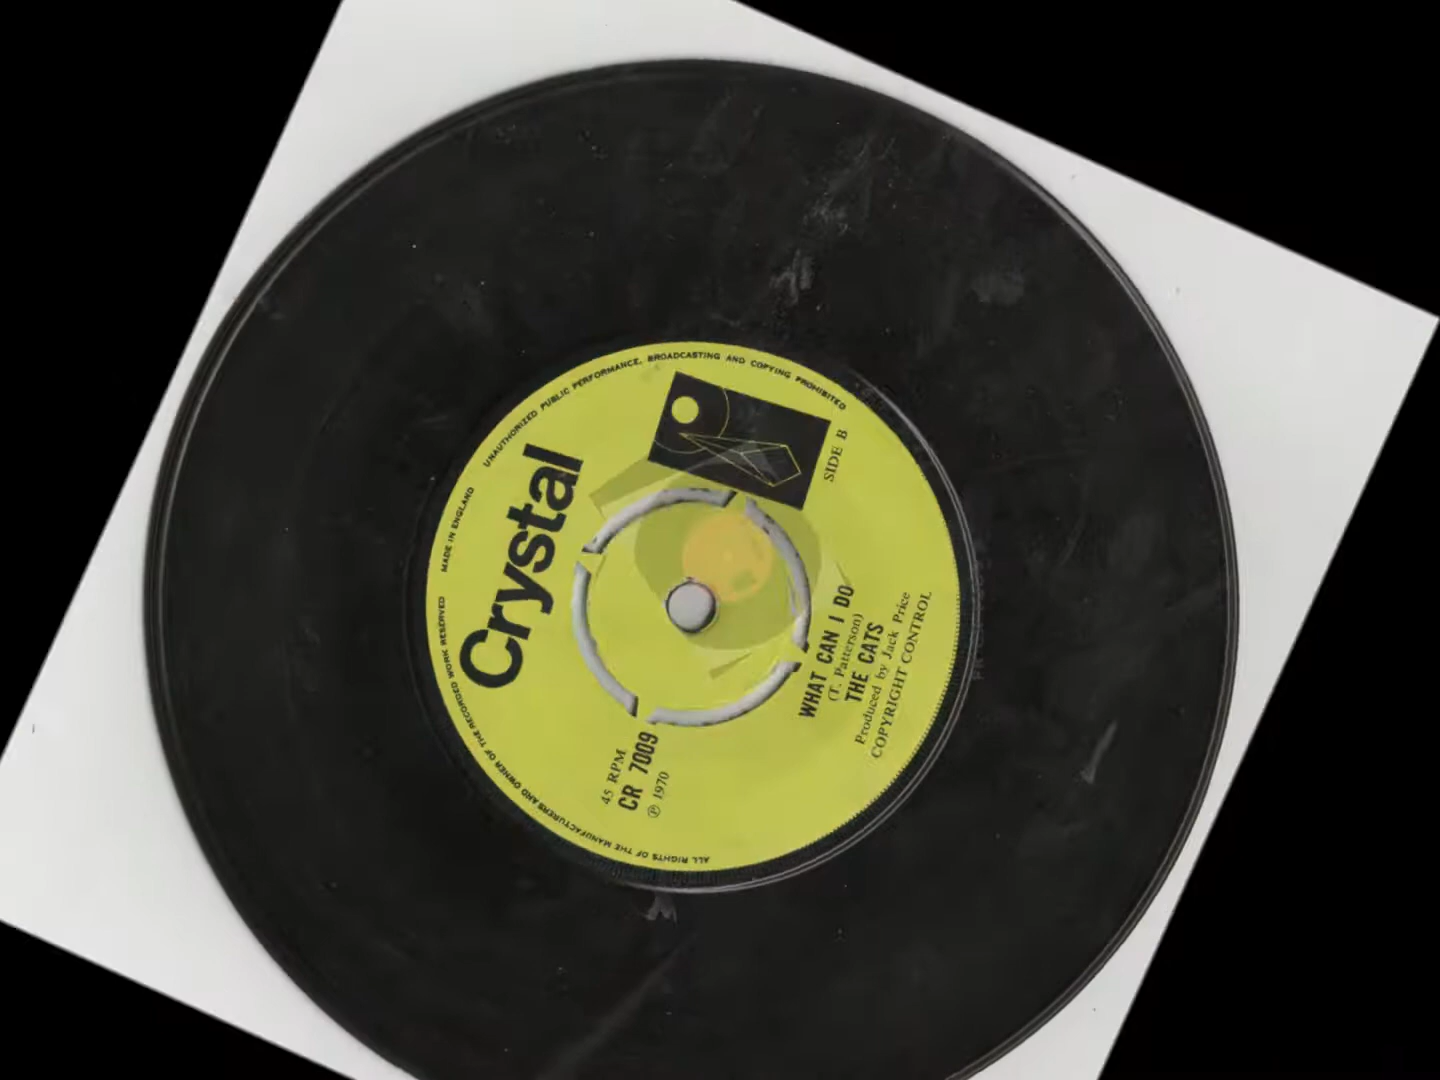 Crystal
MADE IN ENGLAND
UNAUTHORIZED PUBLIC PERFORMANCE, BROADCASTING AND COPYING PROHIBITED
ALL RIGHTS OF THE MANUFACTURERS AND OWNER OF THE RECORDED WORK RESERVED
SIDE B
45 RPM
CR 7009
℗ 1970
WHAT CAN I DO
(T. Patterson)
THE CATS
Produced by Jack Price
COPYRIGHT CONTROL